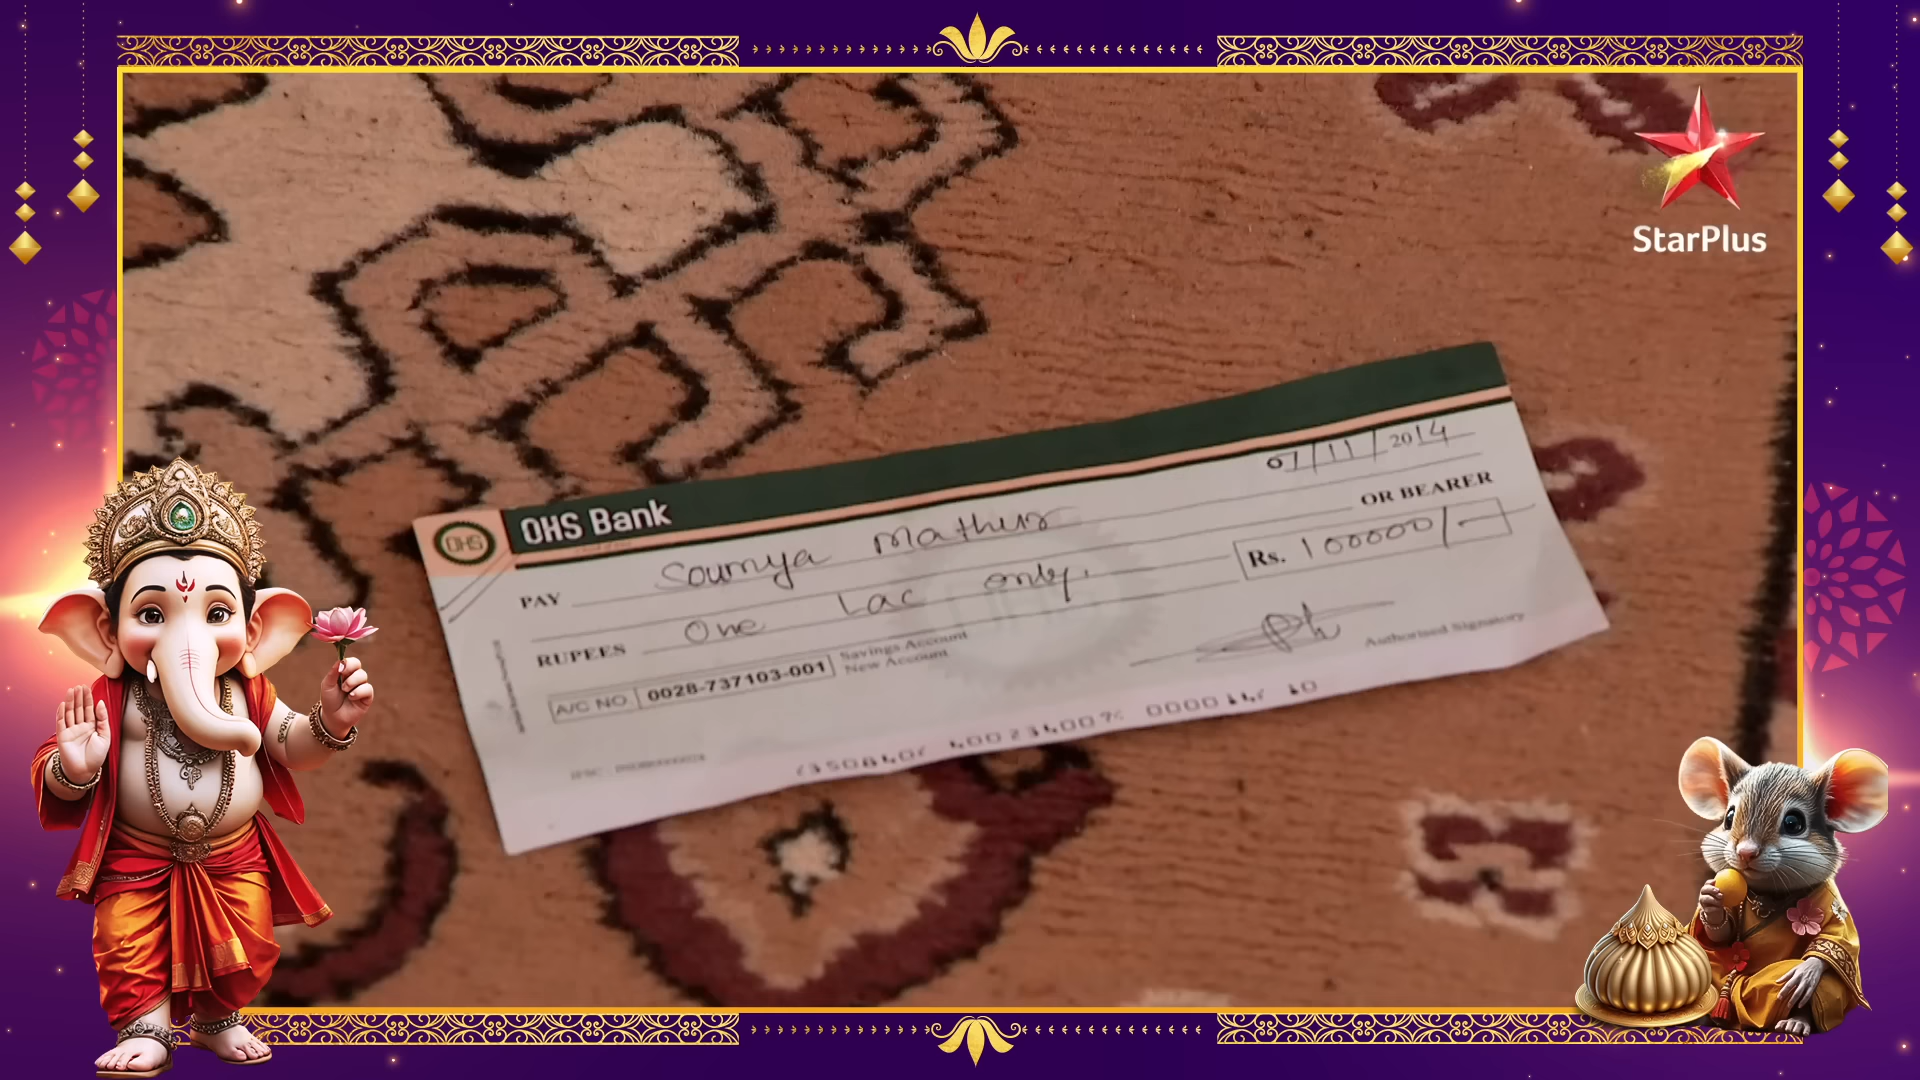 StarPlus
OHS
OHS Bank
07/11/2014
PAY Soumya Mathur OR BEARER
RUPEES One Lac only. Rs. 100000/-
A/C NO 0028-737103-001 Savings Account
New Account
Authorised Signatory